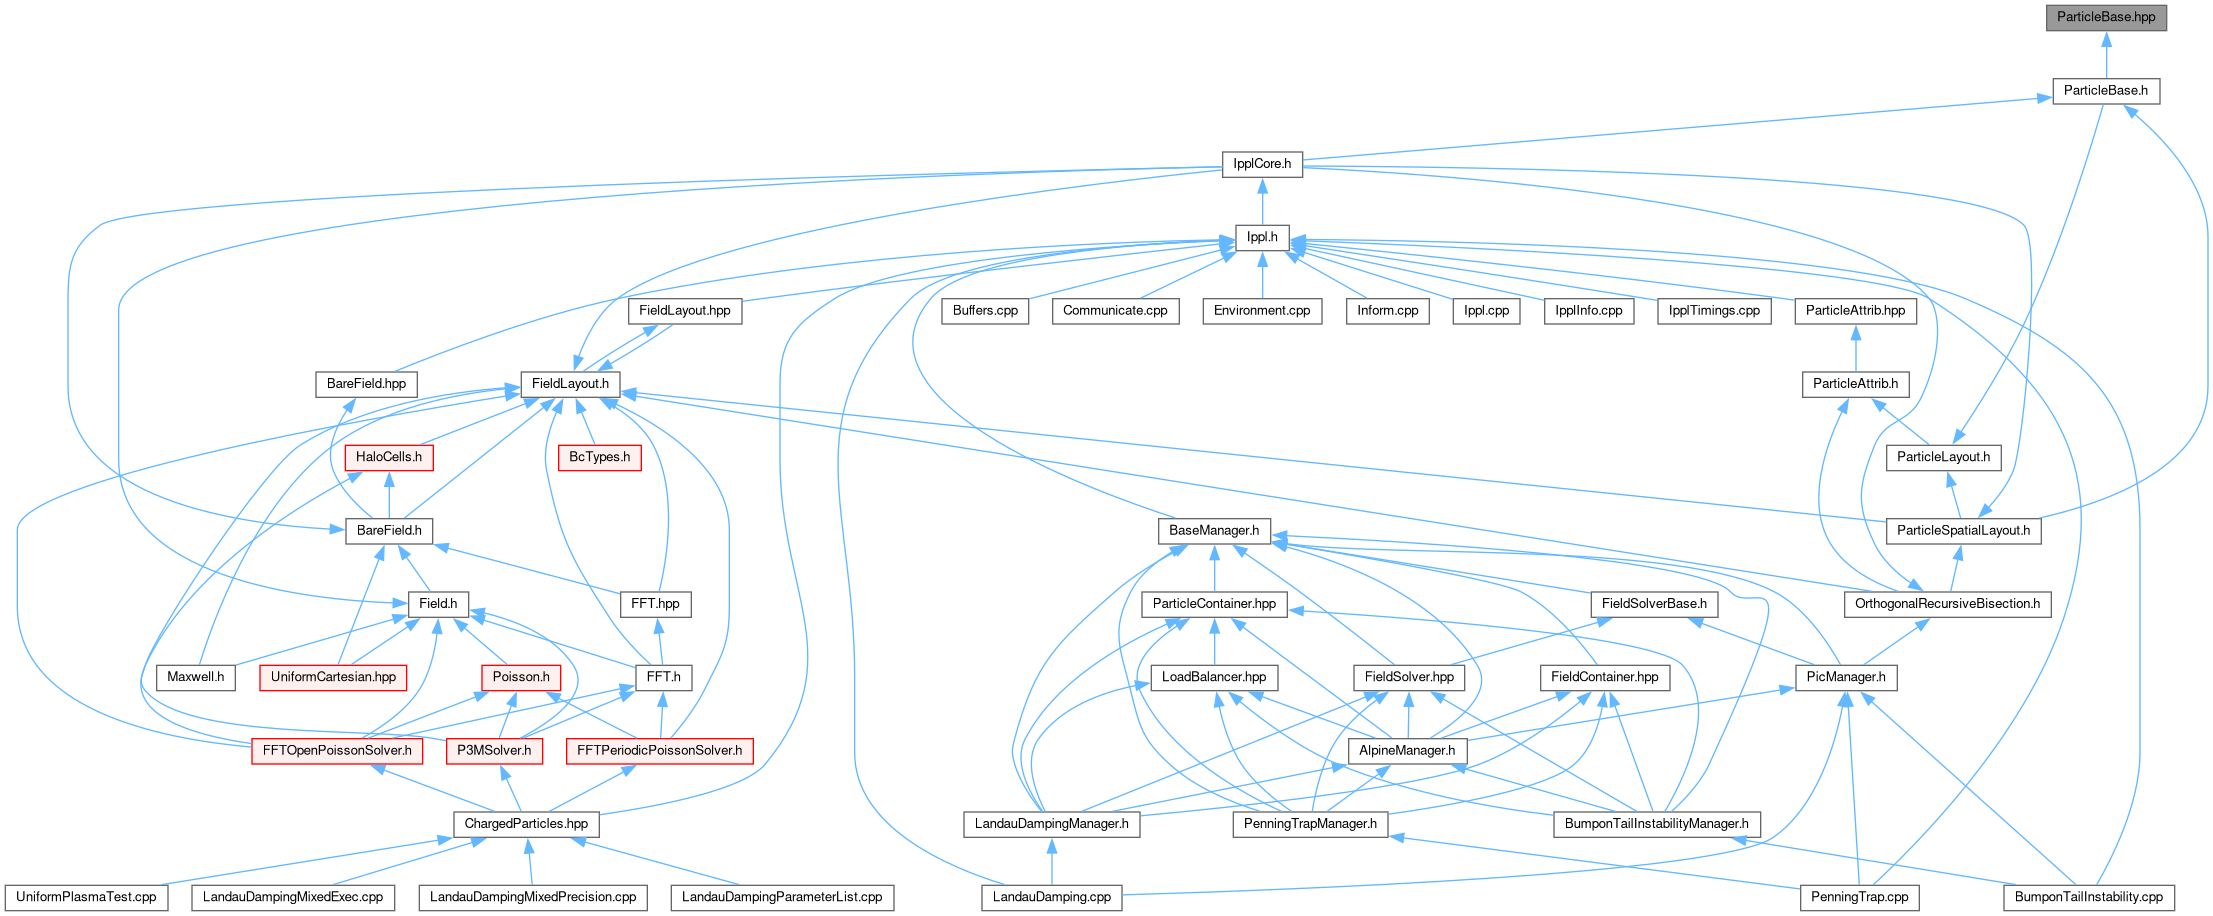 ParticleBase.hpp
ParticleBase.h
IpplCore.h
Ippl.h
FieldLayout.hpp
Buffers.cpp
Communicate.cpp
Environment.cpp
Inform.cpp
Ippl.cpp
IpplInfo.cpp
IpplTimings.cpp
ParticleAttrib.hpp
BareField.hpp
FieldLayout.h
ParticleAttrib.h
HaloCells.h
BcTypes.h
ParticleLayout.h
BareField.h
BaseManager.h
ParticleSpatialLayout.h
Field.h
FFT.hpp
ParticleContainer.hpp
FieldSolverBase.h
OrthogonalRecursiveBisection.h
Maxwell.h
UniformCartesian.hpp
Poisson.h
FFT.h
LoadBalancer.hpp
FieldSolver.hpp
FieldContainer.hpp
PicManager.h
FFTOpenPoissonSolver.h
P3MSolver.h
FFTPeriodicPoissonSolver.h
AlpineManager.h
ChargedParticles.hpp
LandauDampingManager.h
PenningTrapManager.h
BumponTailInstabilityManager.h
UniformPlasmaTest.cpp
LandauDampingMixedExec.cpp
LandauDampingMixedPrecision.cpp
LandauDampingParameterList.cpp
LandauDamping.cpp
PenningTrap.cpp
BumponTailInstability.cpp